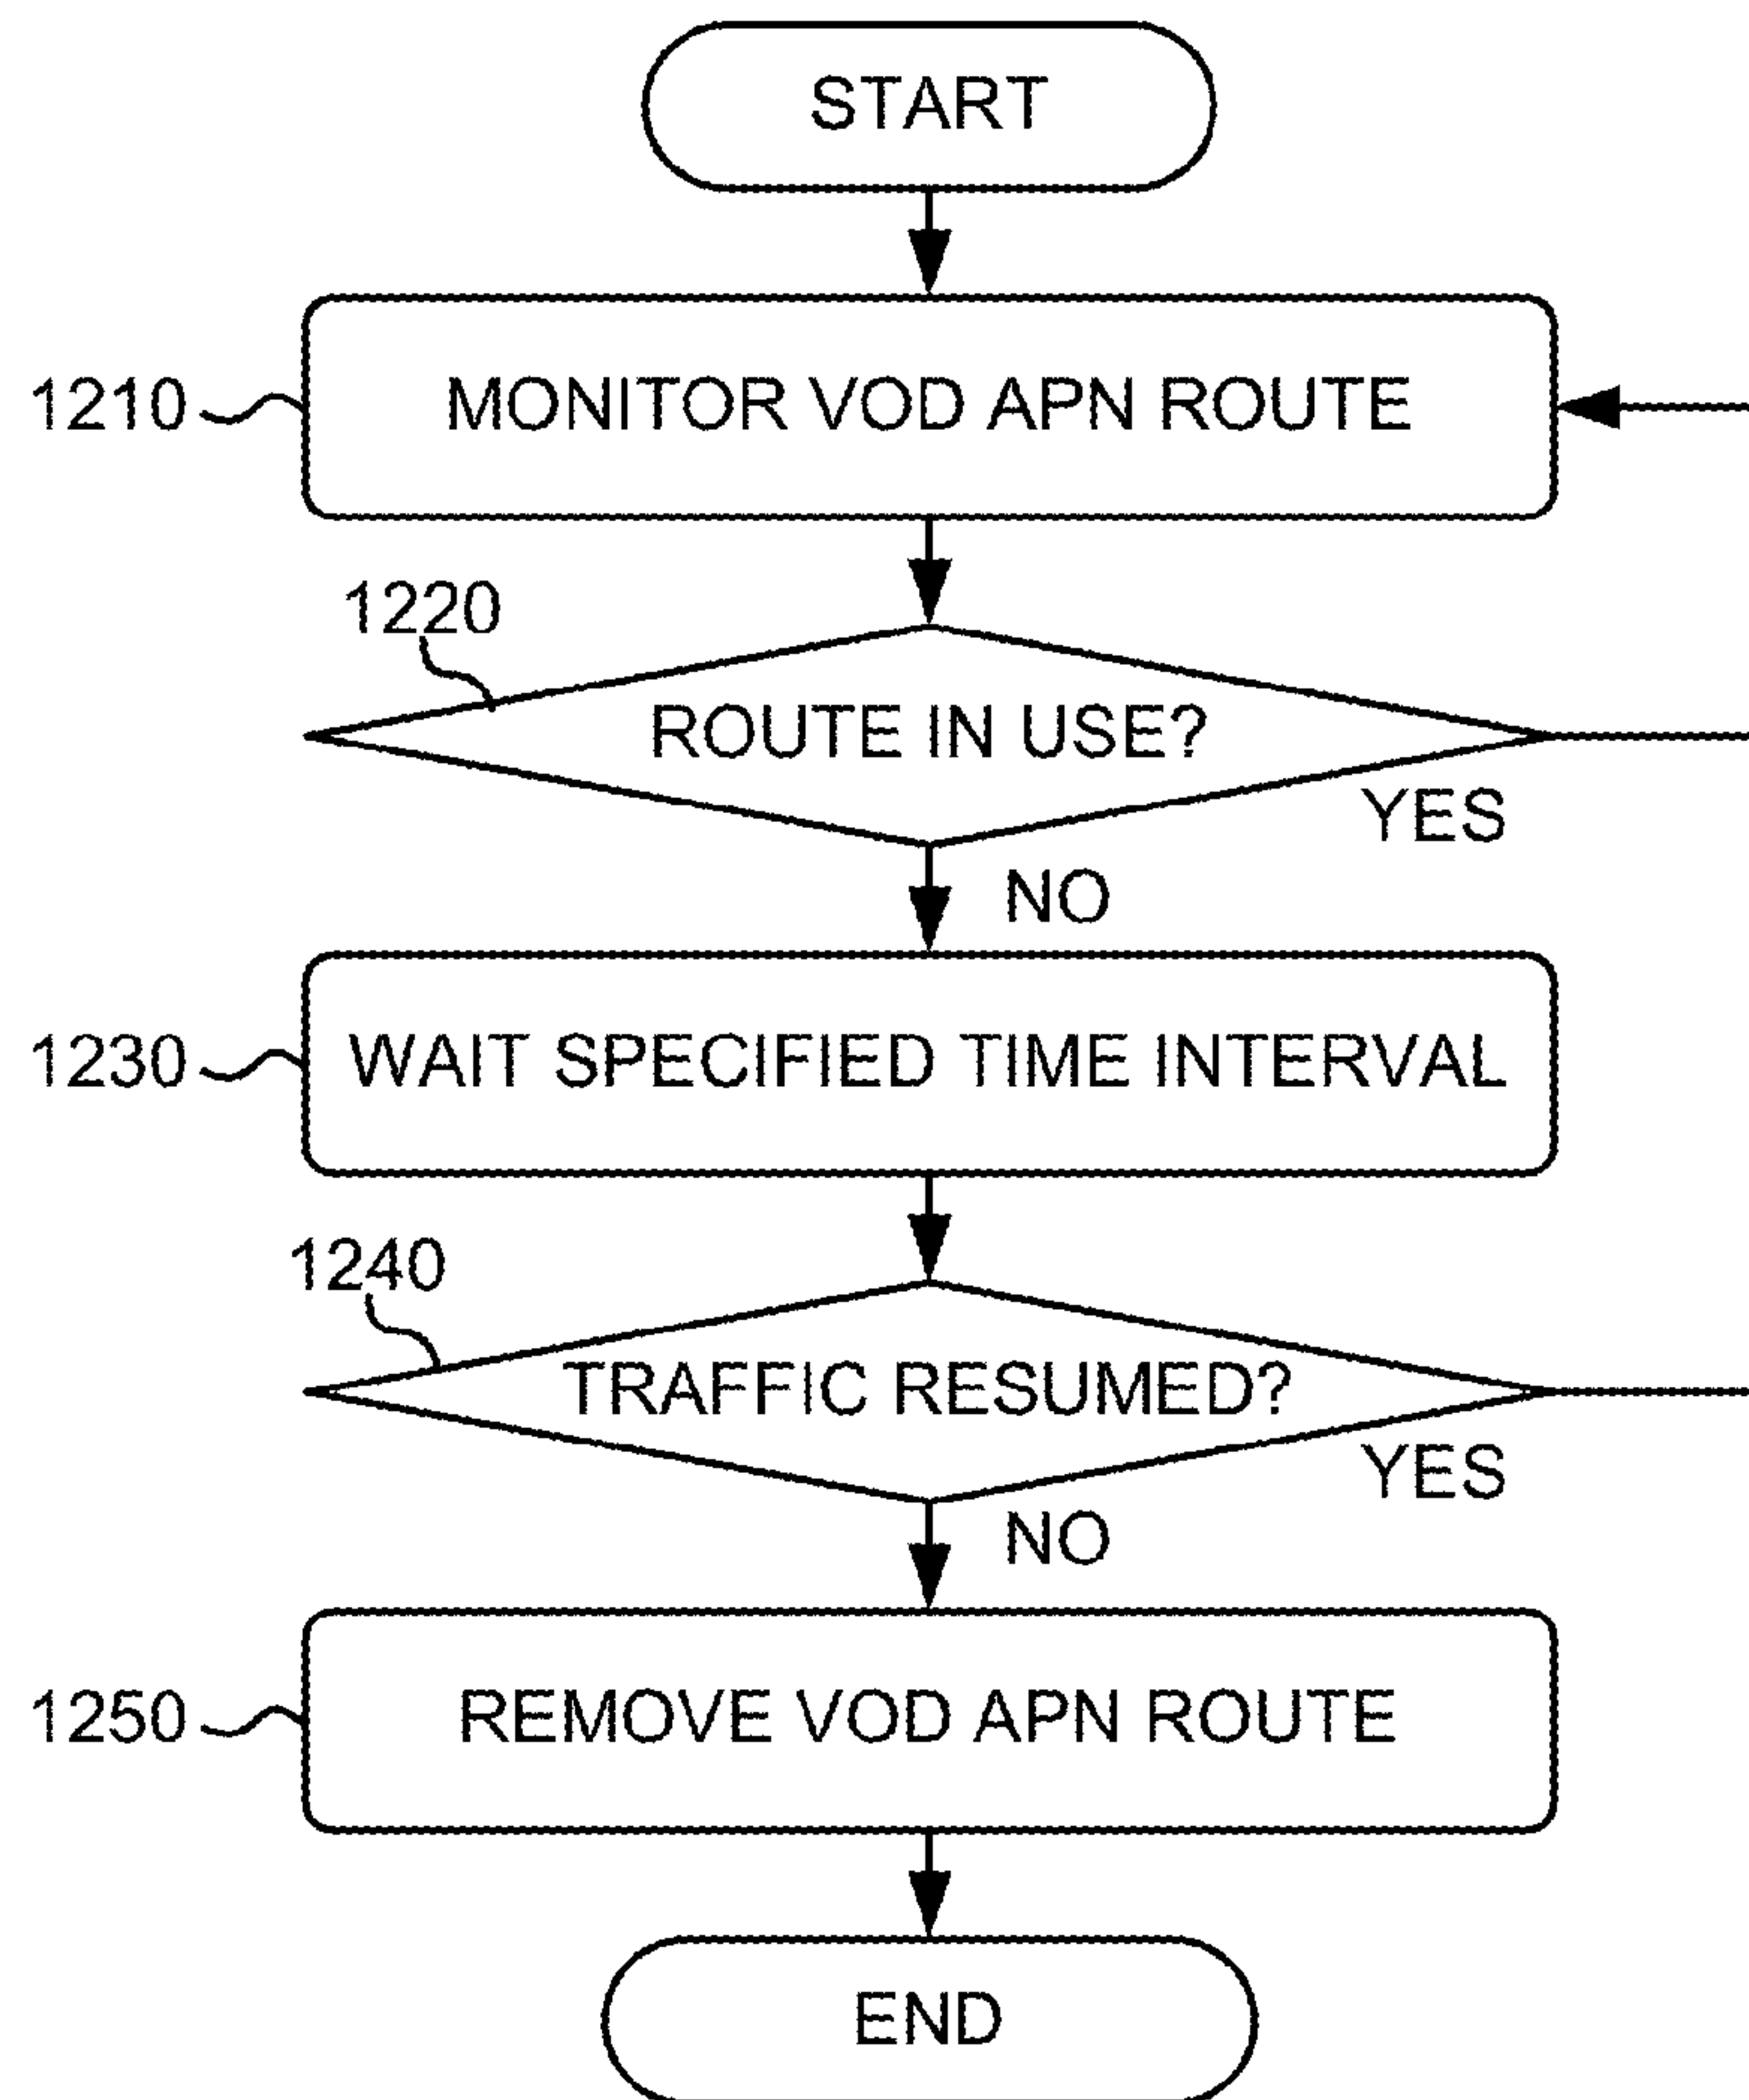 START
1210
MONITOR VOD APN ROUTE
1220
ROUTE IN USE?
YES
NO
1230
WAIT SPECIFIED TIME INTERVAL
1240
TRAFFIC RESUMED?
YES
NO
1250
REMOVE VOD APN ROUTE
END